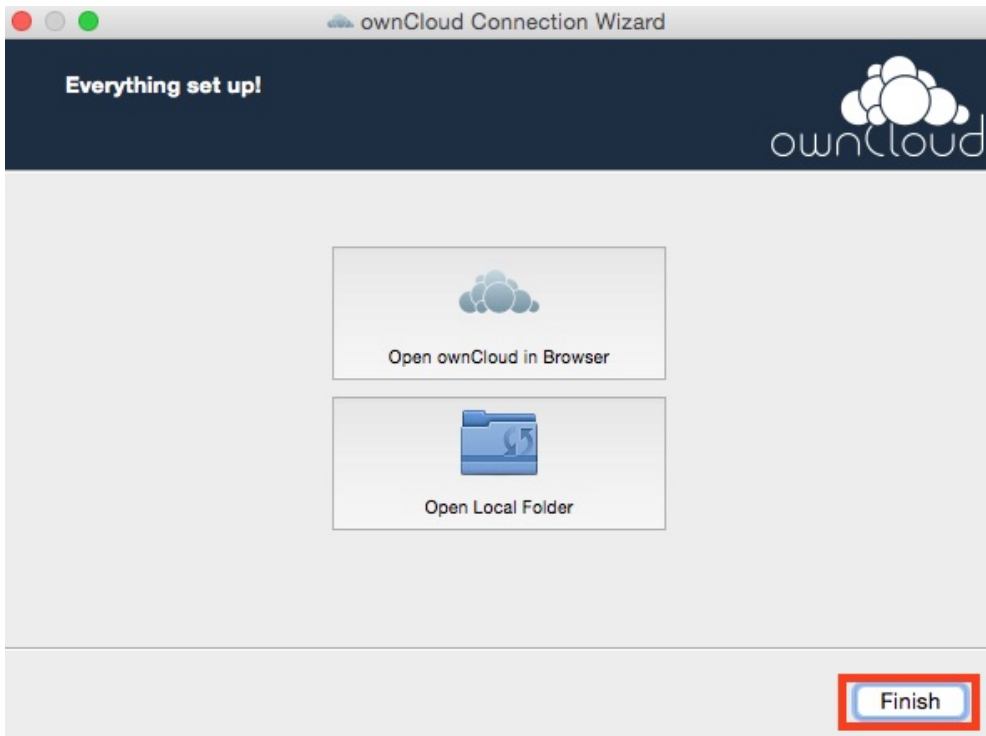 ownCloud Connection Wizard
Everything set up!
ownCloud
Open ownCloud in Browser
Open Local Folder
Finish